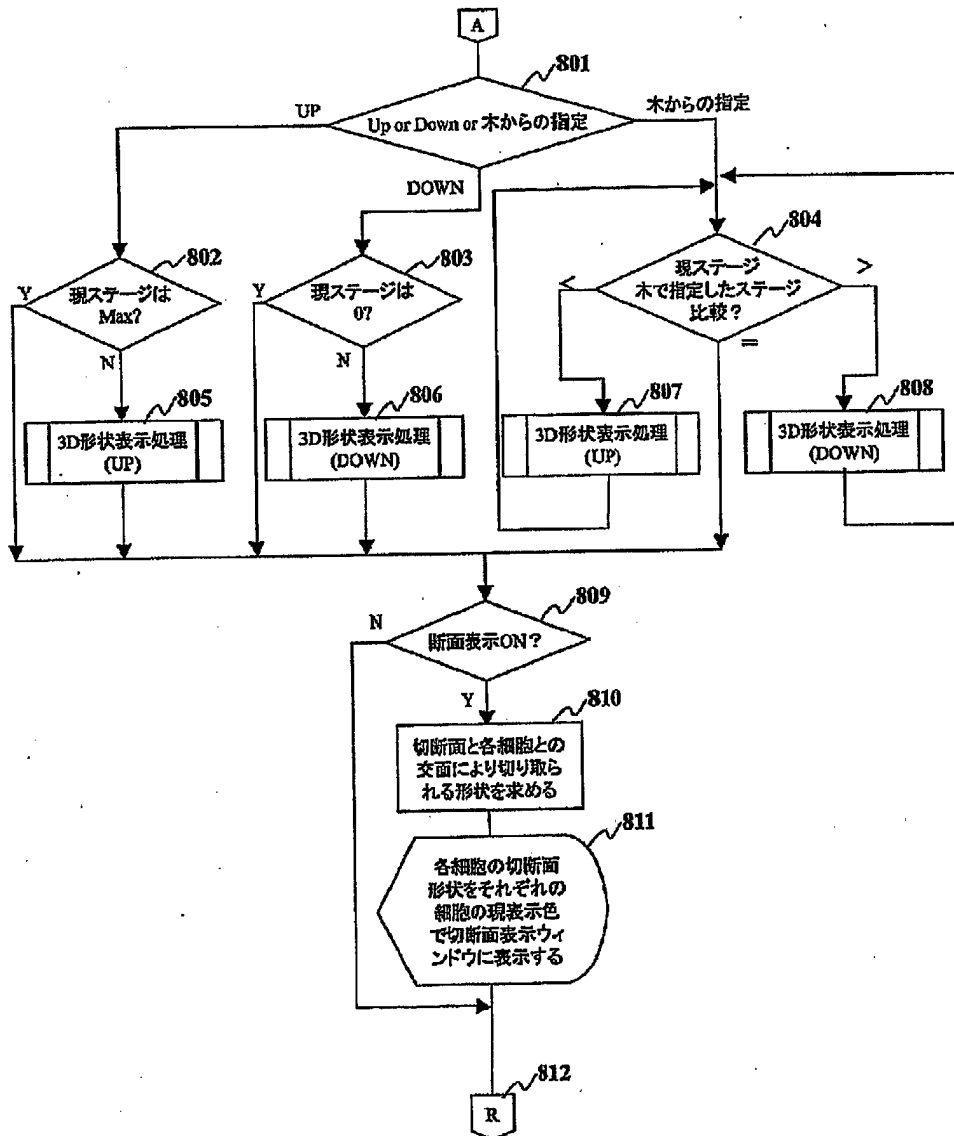 A
801
UP
Up or Down or 木からの指定
木からの指定
DOWN
802
Y
現ステージは
Max?
N
803
Y
現ステージは
0?
N
804
<
現ステージ
木で指定したステージ
比較？
>
＝
805
3D形状表示処理
(UP)
806
3D形状表示処理
(DOWN)
807
3D形状表示処理
(UP)
808
3D形状表示処理
(DOWN)
809
N
断面表示ON？
Y
810
切断面と各細胞との
交面により切り取ら
れる形状を求める
811
各細胞の切断面
形状をそれぞれの
細胞の現表示色
で切断面表示ウィ
ンドウに表示する
812
R